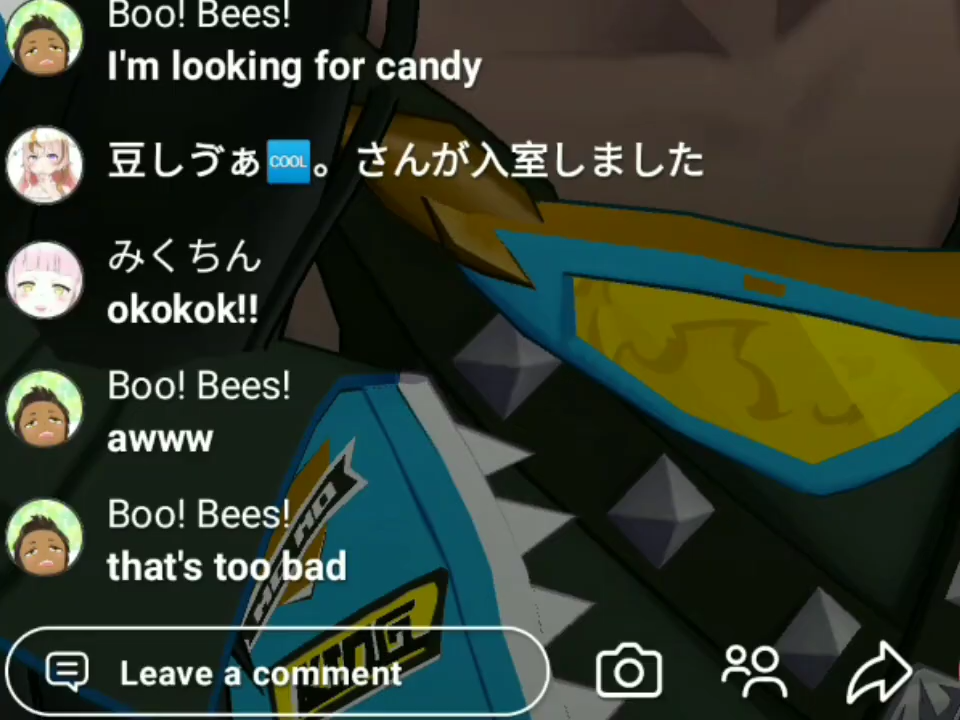 Boo! Bees!
I'm looking for candy
豆しゔぁ🆒。さんが入室しました
みくちん
okokok!!
Boo! Bees!
awww
Boo! Bees!
that's too bad
KING
Leave a comment